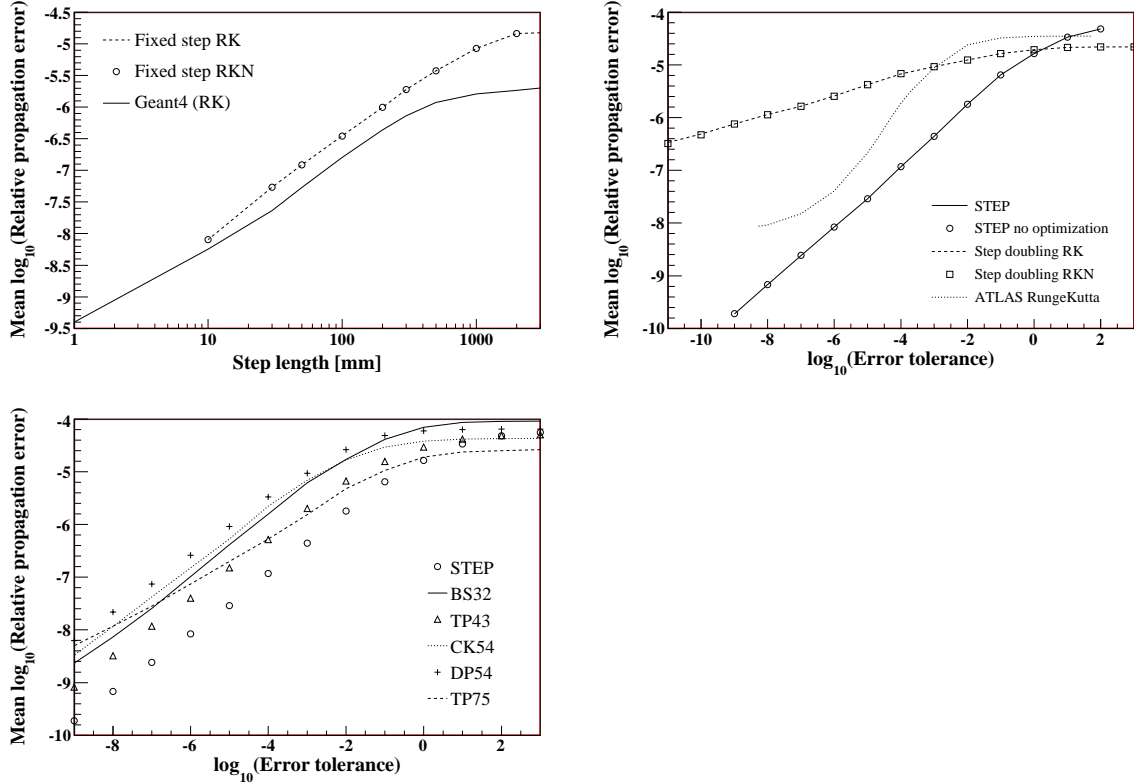 Mean log10(Relative propagation error)
-4.5
-5
-5.5
-6
-6.5
-7
-7.5
-8
-8.5
-9
-9.5
Fixed step RK
Fixed step RKN
Geant4 (RK)
1 10 100 1000
Step length [mm]
Mean log10(Relative propagation error)
-4
-5
-6
-7
-8
-9
-10
STEP
STEP no optimization
Step doubling RK
Step doubling RKN
ATLAS RungeKutta
-10 -8 -6 -4 -2 0 2
log10(Error tolerance)
Mean log10(Relative propagation error)
-4
-5
-6
-7
-8
-9
-10
STEP
BS32
TP43
CK54
DP54
TP75
-8 -6 -4 -2 0 2
log10(Error tolerance)